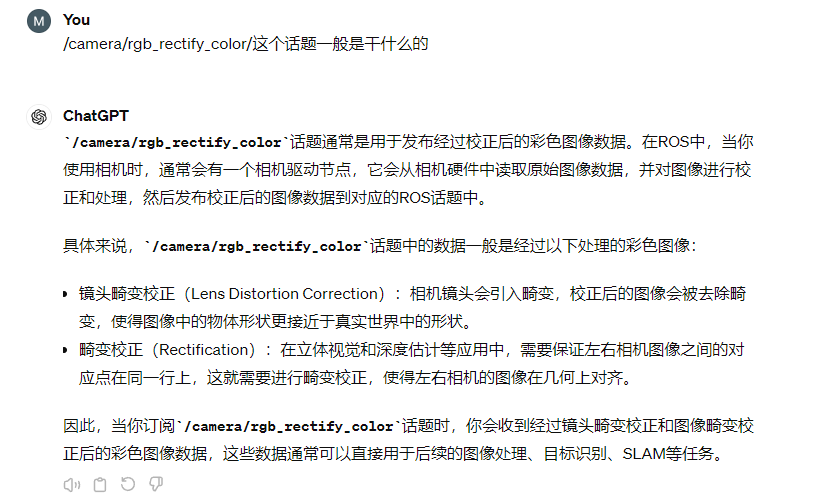 M You
/camera/rgb_rectify_color/这个话题一般是干什么的
ChatGPT
`/camera/rgb_rectify_color`话题通常是用于发布经过校正后的彩色图像数据。在ROS中，当你
使用相机时，通常会有一个相机驱动节点，它会从相机硬件中读取原始图像数据，并对图像进行校
正和处理，然后发布校正后的图像数据到对应的ROS话题中。
具体来说，`/camera/rgb_rectify_color`话题中的数据一般是经过以下处理的彩色图像：
• 镜头畸变校正（Lens Distortion Correction）：相机镜头会引入畸变，校正后的图像会被去除畸
变，使得图像中的物体形状更接近于真实世界中的形状。
• 畸变校正（Rectification）：在立体视觉和深度估计等应用中，需要保证左右相机图像之间的对
应点在同一行上，这就需要进行畸变校正，使得左右相机的图像在几何上对齐。
因此，当你订阅`/camera/rgb_rectify_color`话题时，你会收到经过镜头畸变校正和图像畸变校
正后的彩色图像数据，这些数据通常可以直接用于后续的图像处理、目标识别、SLAM等任务。